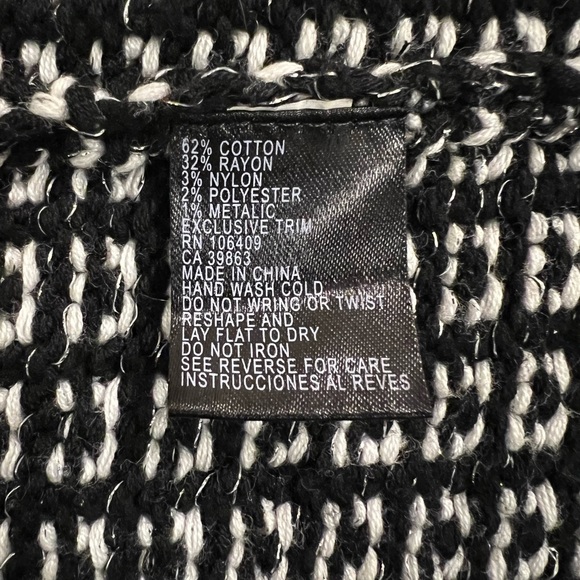 62% COTTON
32% RAYON
3% NYLON
2% POLYESTER
1% METALIC
EXCLUSIVE TRIM
RN 106409
CA 39863
MADE IN CHINA
HAND WASH COLD
DO NOT WRING OR TWIST
RESHAPE AND
LAY FLAT TO DRY
DO NOT IRON
SEE REVERSE FOR CARE
INSTRUCCIONES AL REVES